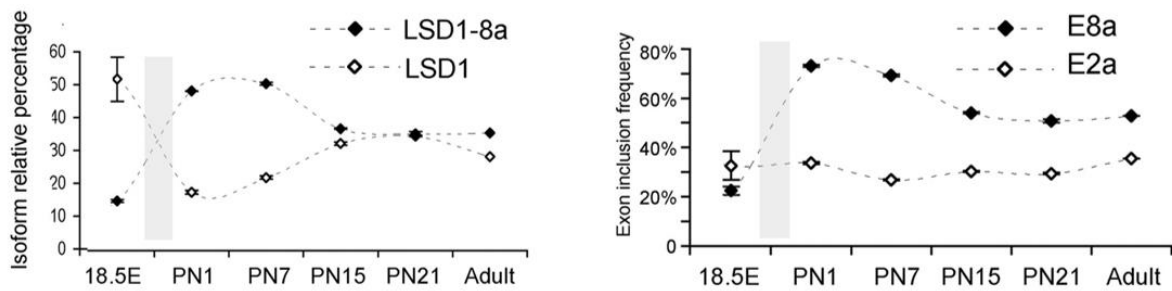 LSD1-8a
LSD1
Isoform relative percentage
60
50
40
30
20
10
0
18.5E PN1 PN7 PN15 PN21 Adult
E8a
E2a
Exon inclusion frequency
80%
60%
40%
20%
0
18.5E PN1 PN7 PN15 PN21 Adult